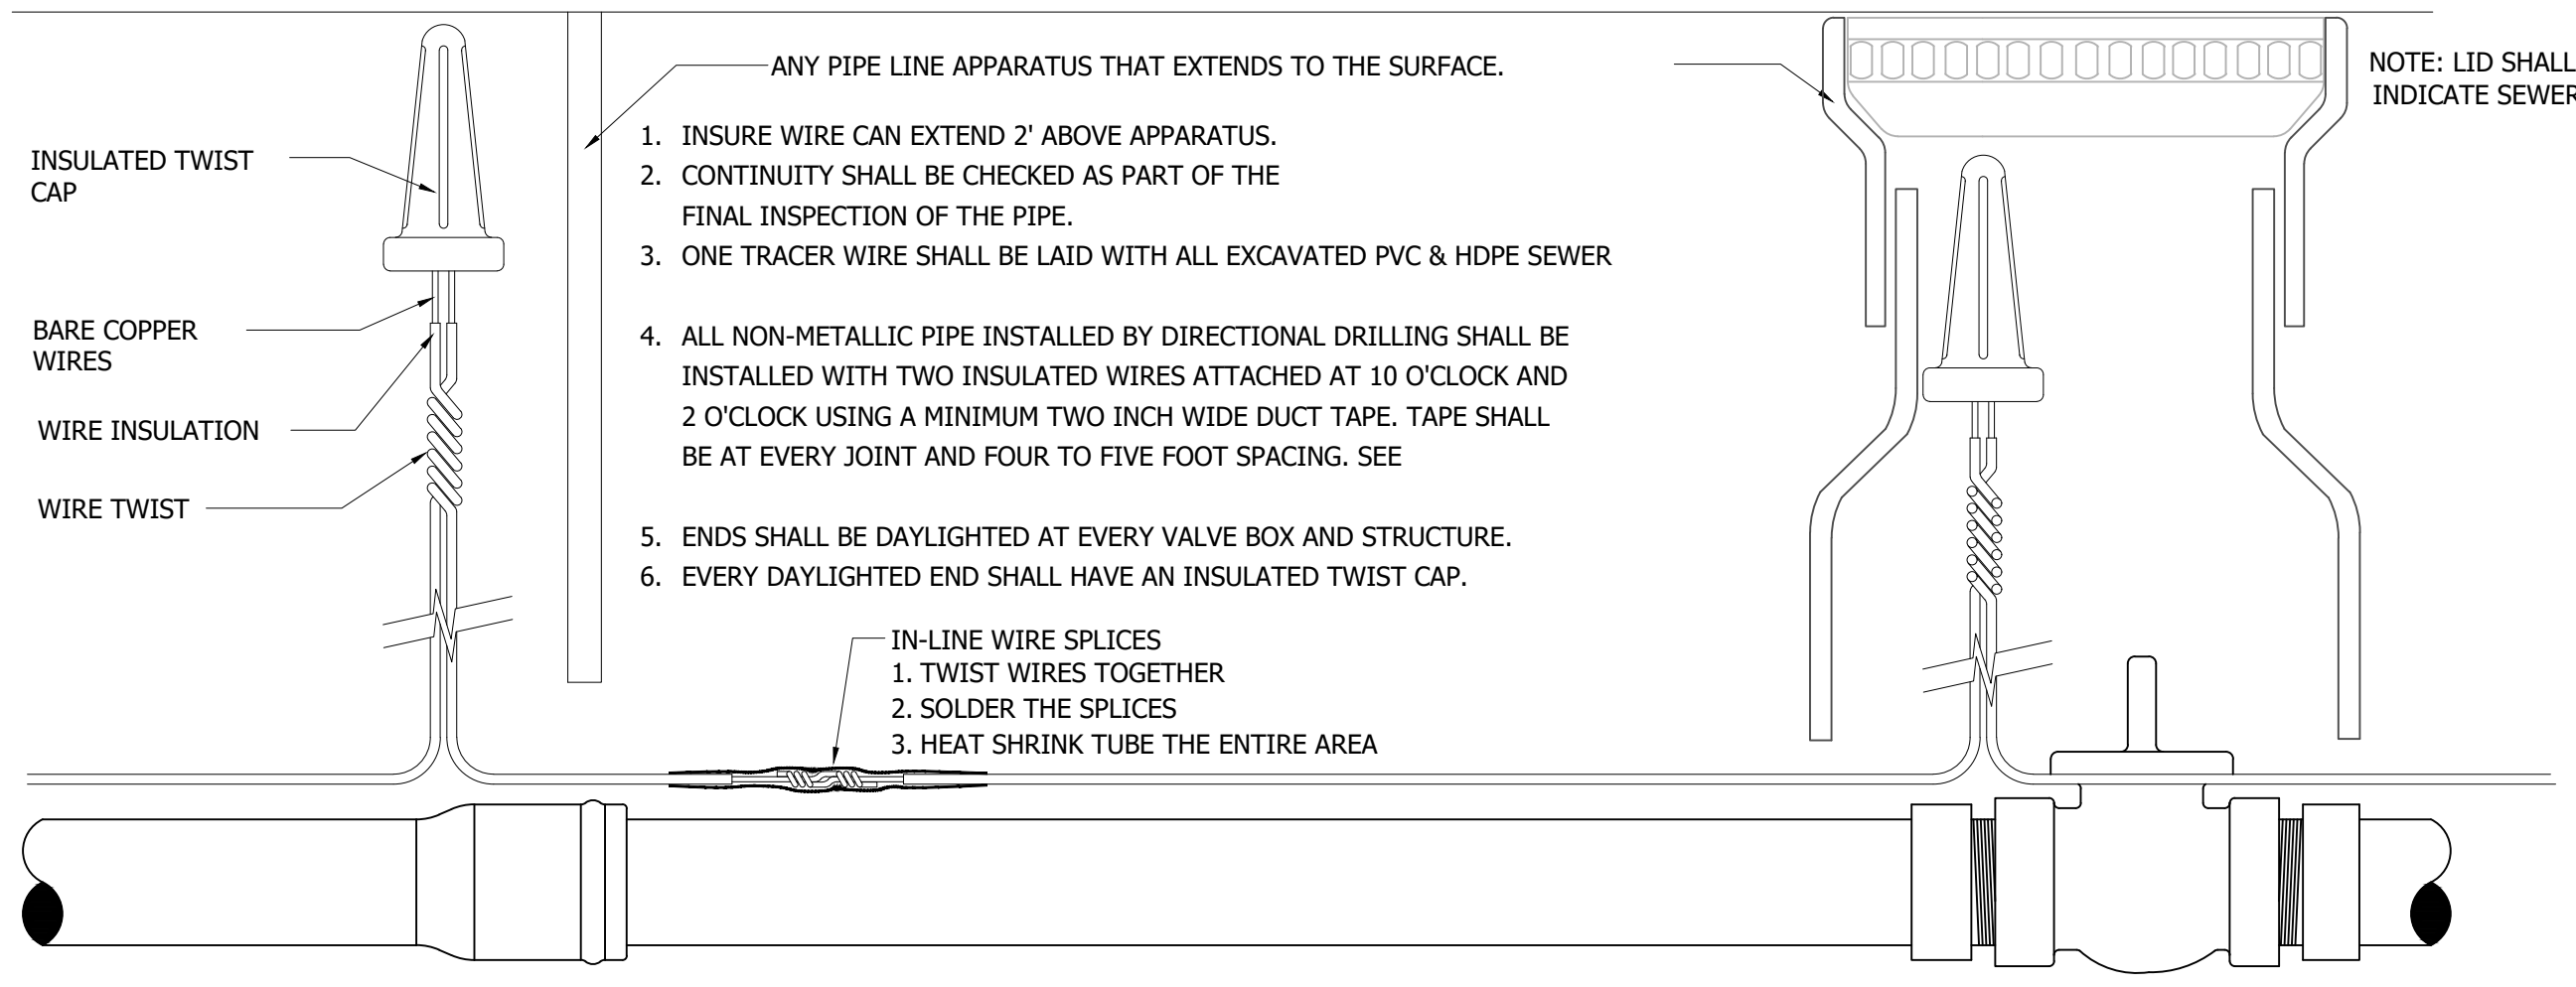 ANY PIPE LINE APPARATUS THAT EXTENDS TO THE SURFACE.
NOTE: LID SHALL
INDICATE SEWER
INSULATED TWIST
CAP
BARE COPPER
WIRES
WIRE INSULATION
WIRE TWIST
1. INSURE WIRE CAN EXTEND 2' ABOVE APPARATUS.
2. CONTINUITY SHALL BE CHECKED AS PART OF THE
FINAL INSPECTION OF THE PIPE.
3. ONE TRACER WIRE SHALL BE LAID WITH ALL EXCAVATED PVC & HDPE SEWER
4. ALL NON-METALLIC PIPE INSTALLED BY DIRECTIONAL DRILLING SHALL BE
INSTALLED WITH TWO INSULATED WIRES ATTACHED AT 10 O'CLOCK AND
2 O'CLOCK USING A MINIMUM TWO INCH WIDE DUCT TAPE. TAPE SHALL
BE AT EVERY JOINT AND FOUR TO FIVE FOOT SPACING. SEE
5. ENDS SHALL BE DAYLIGHTED AT EVERY VALVE BOX AND STRUCTURE.
6. EVERY DAYLIGHTED END SHALL HAVE AN INSULATED TWIST CAP.
IN-LINE WIRE SPLICES
1. TWIST WIRES TOGETHER
2. SOLDER THE SPLICES
3. HEAT SHRINK TUBE THE ENTIRE AREA